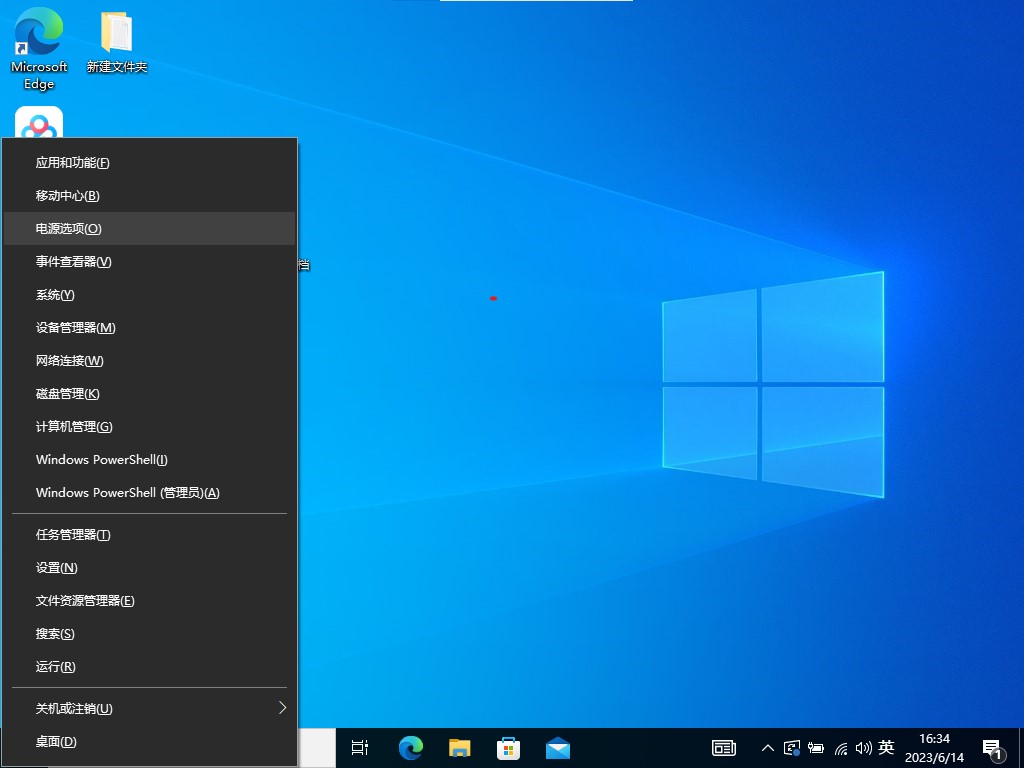 Microsoft
Edge
新建文件夹
应用和功能(F)
移动中心(B)
电源选项(O)
事件查看器(V)
档
系统(Y)
设备管理器(M)
网络连接(W)
磁盘管理(K)
计算机管理(G)
Windows PowerShell(I)
Windows PowerShell (管理员)(A)
任务管理器(T)
设置(N)
文件资源管理器(E)
搜索(S)
运行(R)
关机或注销(U)
桌面(D)
英
16:34
2023/6/14
1